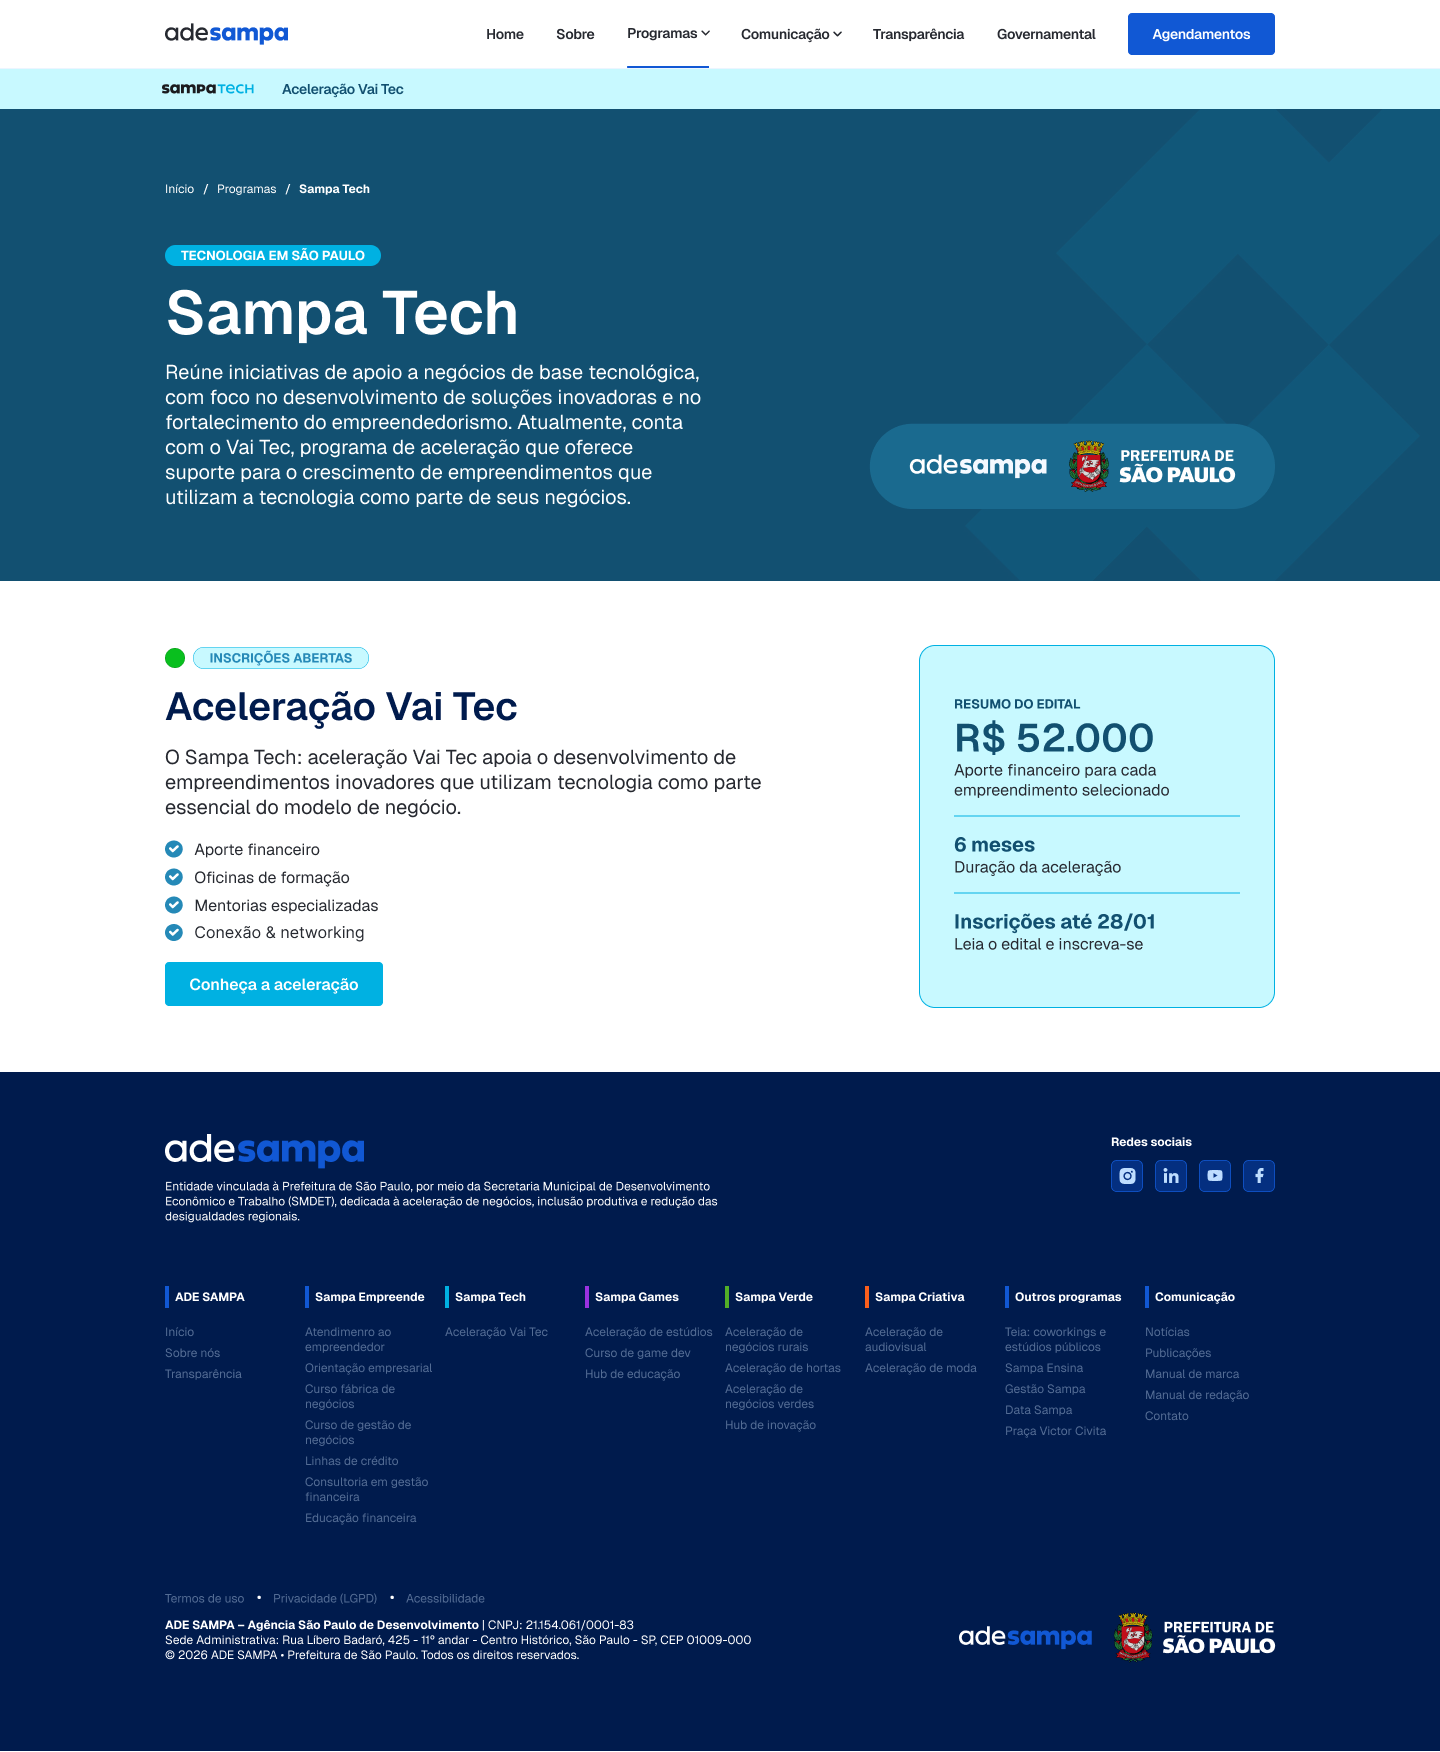 adesampa
Home
Sobre
Programas
Comunicação
Transparência
Governamental
Agendamentos
sampaTECH
Aceleração Vai Tec
Início / Programas / Sampa Tech
TECNOLOGIA EM SÃO PAULO
Sampa Tech
Reúne iniciativas de apoio a negócios de base tecnológica,
com foco no desenvolvimento de soluções inovadoras e no
fortalecimento do empreendedorismo. Atualmente, conta
com o Vai Tec, programa de aceleração que oferece
suporte para o crescimento de empreendimentos que
utilizam a tecnologia como parte de seus negócios.
adesampa
PREFEITURA DE
SÃO PAULO
INSCRIÇÕES ABERTAS
Aceleração Vai Tec
O Sampa Tech: aceleração Vai Tec apoia o desenvolvimento de
empreendimentos inovadores que utilizam tecnologia como parte
essencial do modelo de negócio.
Aporte financeiro
Oficinas de formação
Mentorias especializadas
Conexão & networking
Conheça a aceleração
RESUMO DO EDITAL
R$ 52.000
Aporte financeiro para cada
empreendimento selecionado
6 meses
Duração da aceleração
Inscrições até 28/01
Leia o edital e inscreva-se
adesampa
Entidade vinculada à Prefeitura de São Paulo, por meio da Secretaria Municipal de Desenvolvimento
Econômico e Trabalho (SMDET), dedicada à aceleração de negócios, inclusão produtiva e redução das
desigualdades regionais.
Redes sociais
ADE SAMPA
Início
Sobre nós
Transparência
Sampa Empreende
Atendimenro ao
empreendedor
Orientação empresarial
Curso fábrica de
negócios
Curso de gestão de
negócios
Linhas de crédito
Consultoria em gestão
financeira
Educação financeira
Sampa Tech
Aceleração Vai Tec
Sampa Games
Aceleração de estúdios
Curso de game dev
Hub de educação
Sampa Verde
Aceleração de
negócios rurais
Aceleração de hortas
Aceleração de
negócios verdes
Hub de inovação
Sampa Criativa
Aceleração de
audiovisual
Aceleração de moda
Outros programas
Teia: coworkings e
estúdios públicos
Sampa Ensina
Gestão Sampa
Data Sampa
Praça Victor Civita
Comunicação
Notícias
Publicações
Manual de marca
Manual de redação
Contato
Termos de uso • Privacidade (LGPD) • Acessibilidade
ADE SAMPA – Agência São Paulo de Desenvolvimento | CNPJ: 21.154.061/0001-83
Sede Administrativa: Rua Líbero Badaró, 425 - 11º andar - Centro Histórico, São Paulo - SP, CEP 01009-000
© 2026 ADE SAMPA • Prefeitura de São Paulo. Todos os direitos reservados.
adesampa
PREFEITURA DE
SÃO PAULO